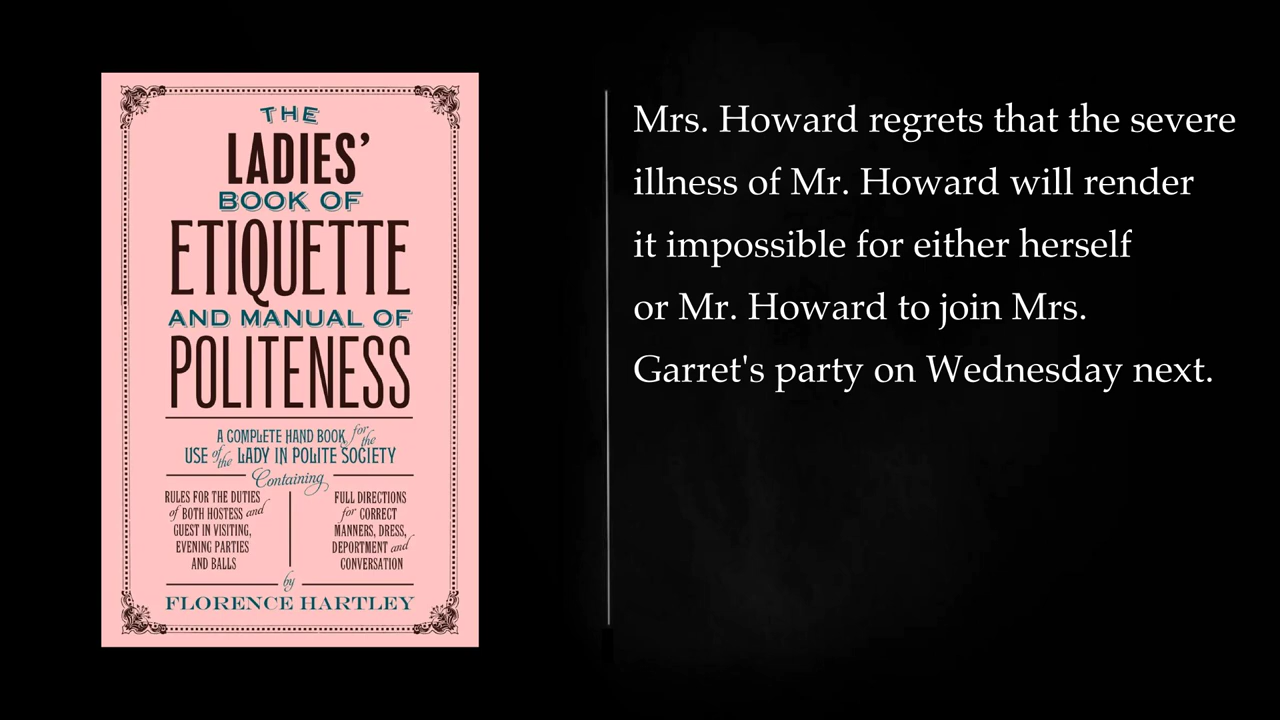 THE
LADIES'
BOOK OF
ETIQUETTE
AND MANUAL OF
POLITENESS
A COMPLETE HAND BOOK for the
USE of the LADY IN POLITE SOCIETY
Containing
RULES FOR THE DUTIES
of BOTH HOSTESS and
GUEST IN VISITING,
EVENING PARTIES
AND BALLS
FULL DIRECTIONS
for CORRECT
MANNERS, DRESS,
DEPORTMENT and
CONVERSATION
by
FLORENCE HARTLEY
Mrs. Howard regrets that the severe
illness of Mr. Howard will render
it impossible for either herself
or Mr. Howard to join Mrs.
Garret's party on Wednesday next.